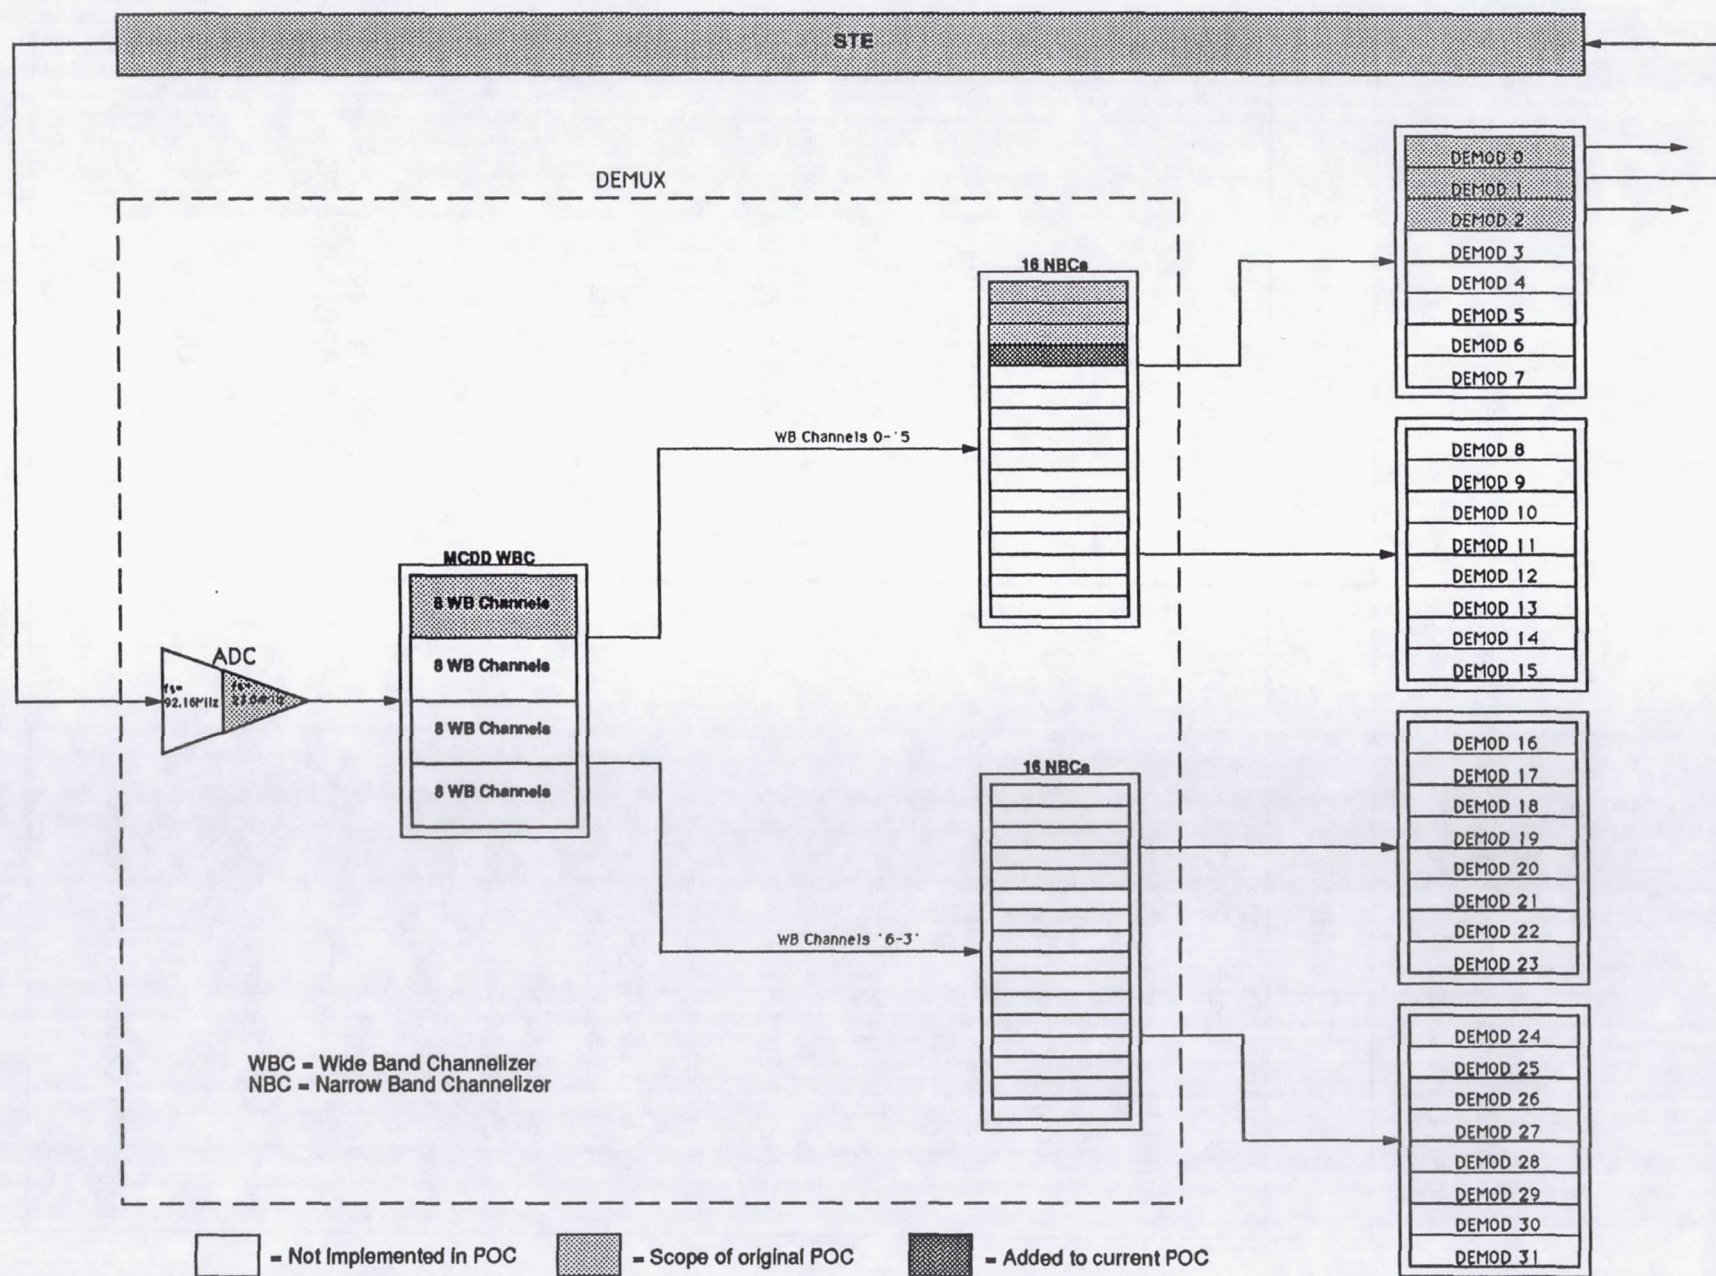 STE
DEMUX
16 NBCs
WB Channels 0-'5
MCDD WBC
8 WB Channels
8 WB Channels
8 WB Channels
8 WB Channels
ADC
fs=
92.16MHz
16 NBCs
WB Channels '6-3'
WBC = Wide Band Channelizer
NBC = Narrow Band Channelizer
DEMOD 0
DEMOD 1
DEMOD 2
DEMOD 3
DEMOD 4
DEMOD 5
DEMOD 6
DEMOD 7
DEMOD 8
DEMOD 9
DEMOD 10
DEMOD 11
DEMOD 12
DEMOD 13
DEMOD 14
DEMOD 15
DEMOD 16
DEMOD 17
DEMOD 18
DEMOD 19
DEMOD 20
DEMOD 21
DEMOD 22
DEMOD 23
DEMOD 24
DEMOD 25
DEMOD 26
DEMOD 27
DEMOD 28
DEMOD 29
DEMOD 30
DEMOD 31
= Not Implemented in POC
= Scope of original POC
= Added to current POC